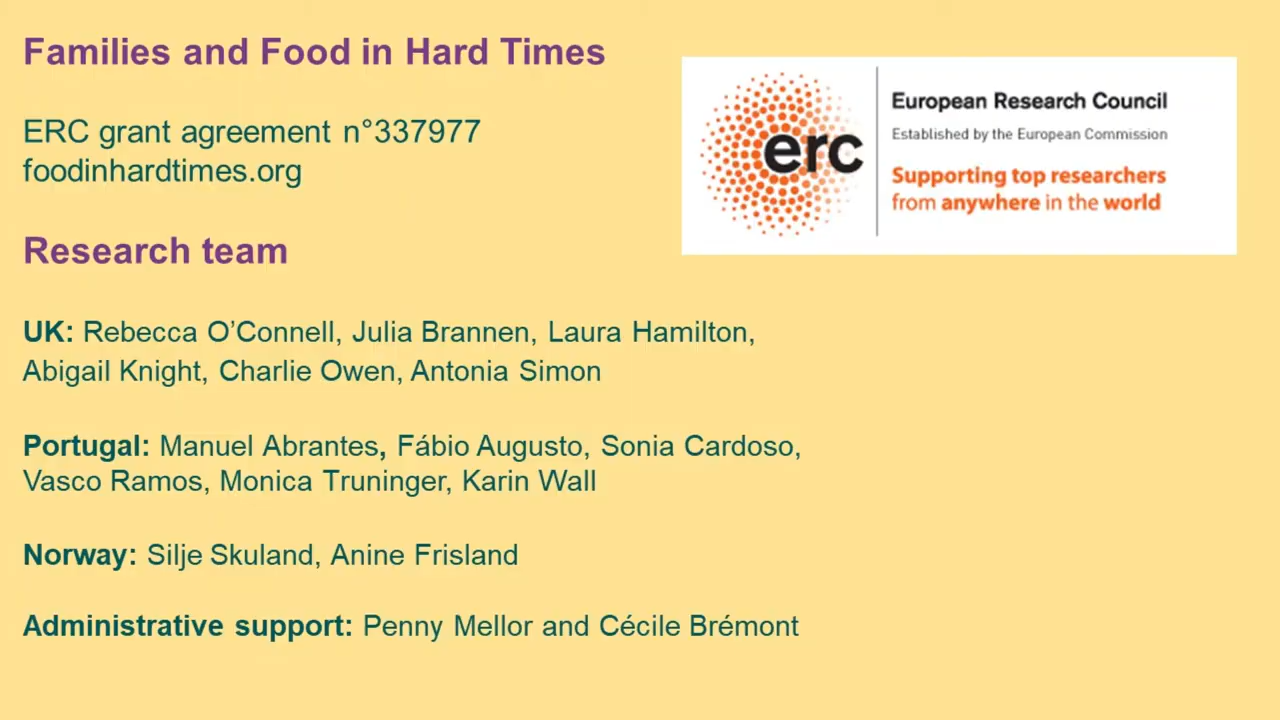 Families and Food in Hard Times
ERC grant agreement n°337977
foodinhardtimes.org
erc
European Research Council
Established by the European Commission
Supporting top researchers
from anywhere in the world
Research team
UK: Rebecca O’Connell, Julia Brannen, Laura Hamilton,
Abigail Knight, Charlie Owen, Antonia Simon
Portugal: Manuel Abrantes, Fábio Augusto, Sonia Cardoso,
Vasco Ramos, Monica Truninger, Karin Wall
Norway: Silje Skuland, Anine Frisland
Administrative support: Penny Mellor and Cécile Brémont